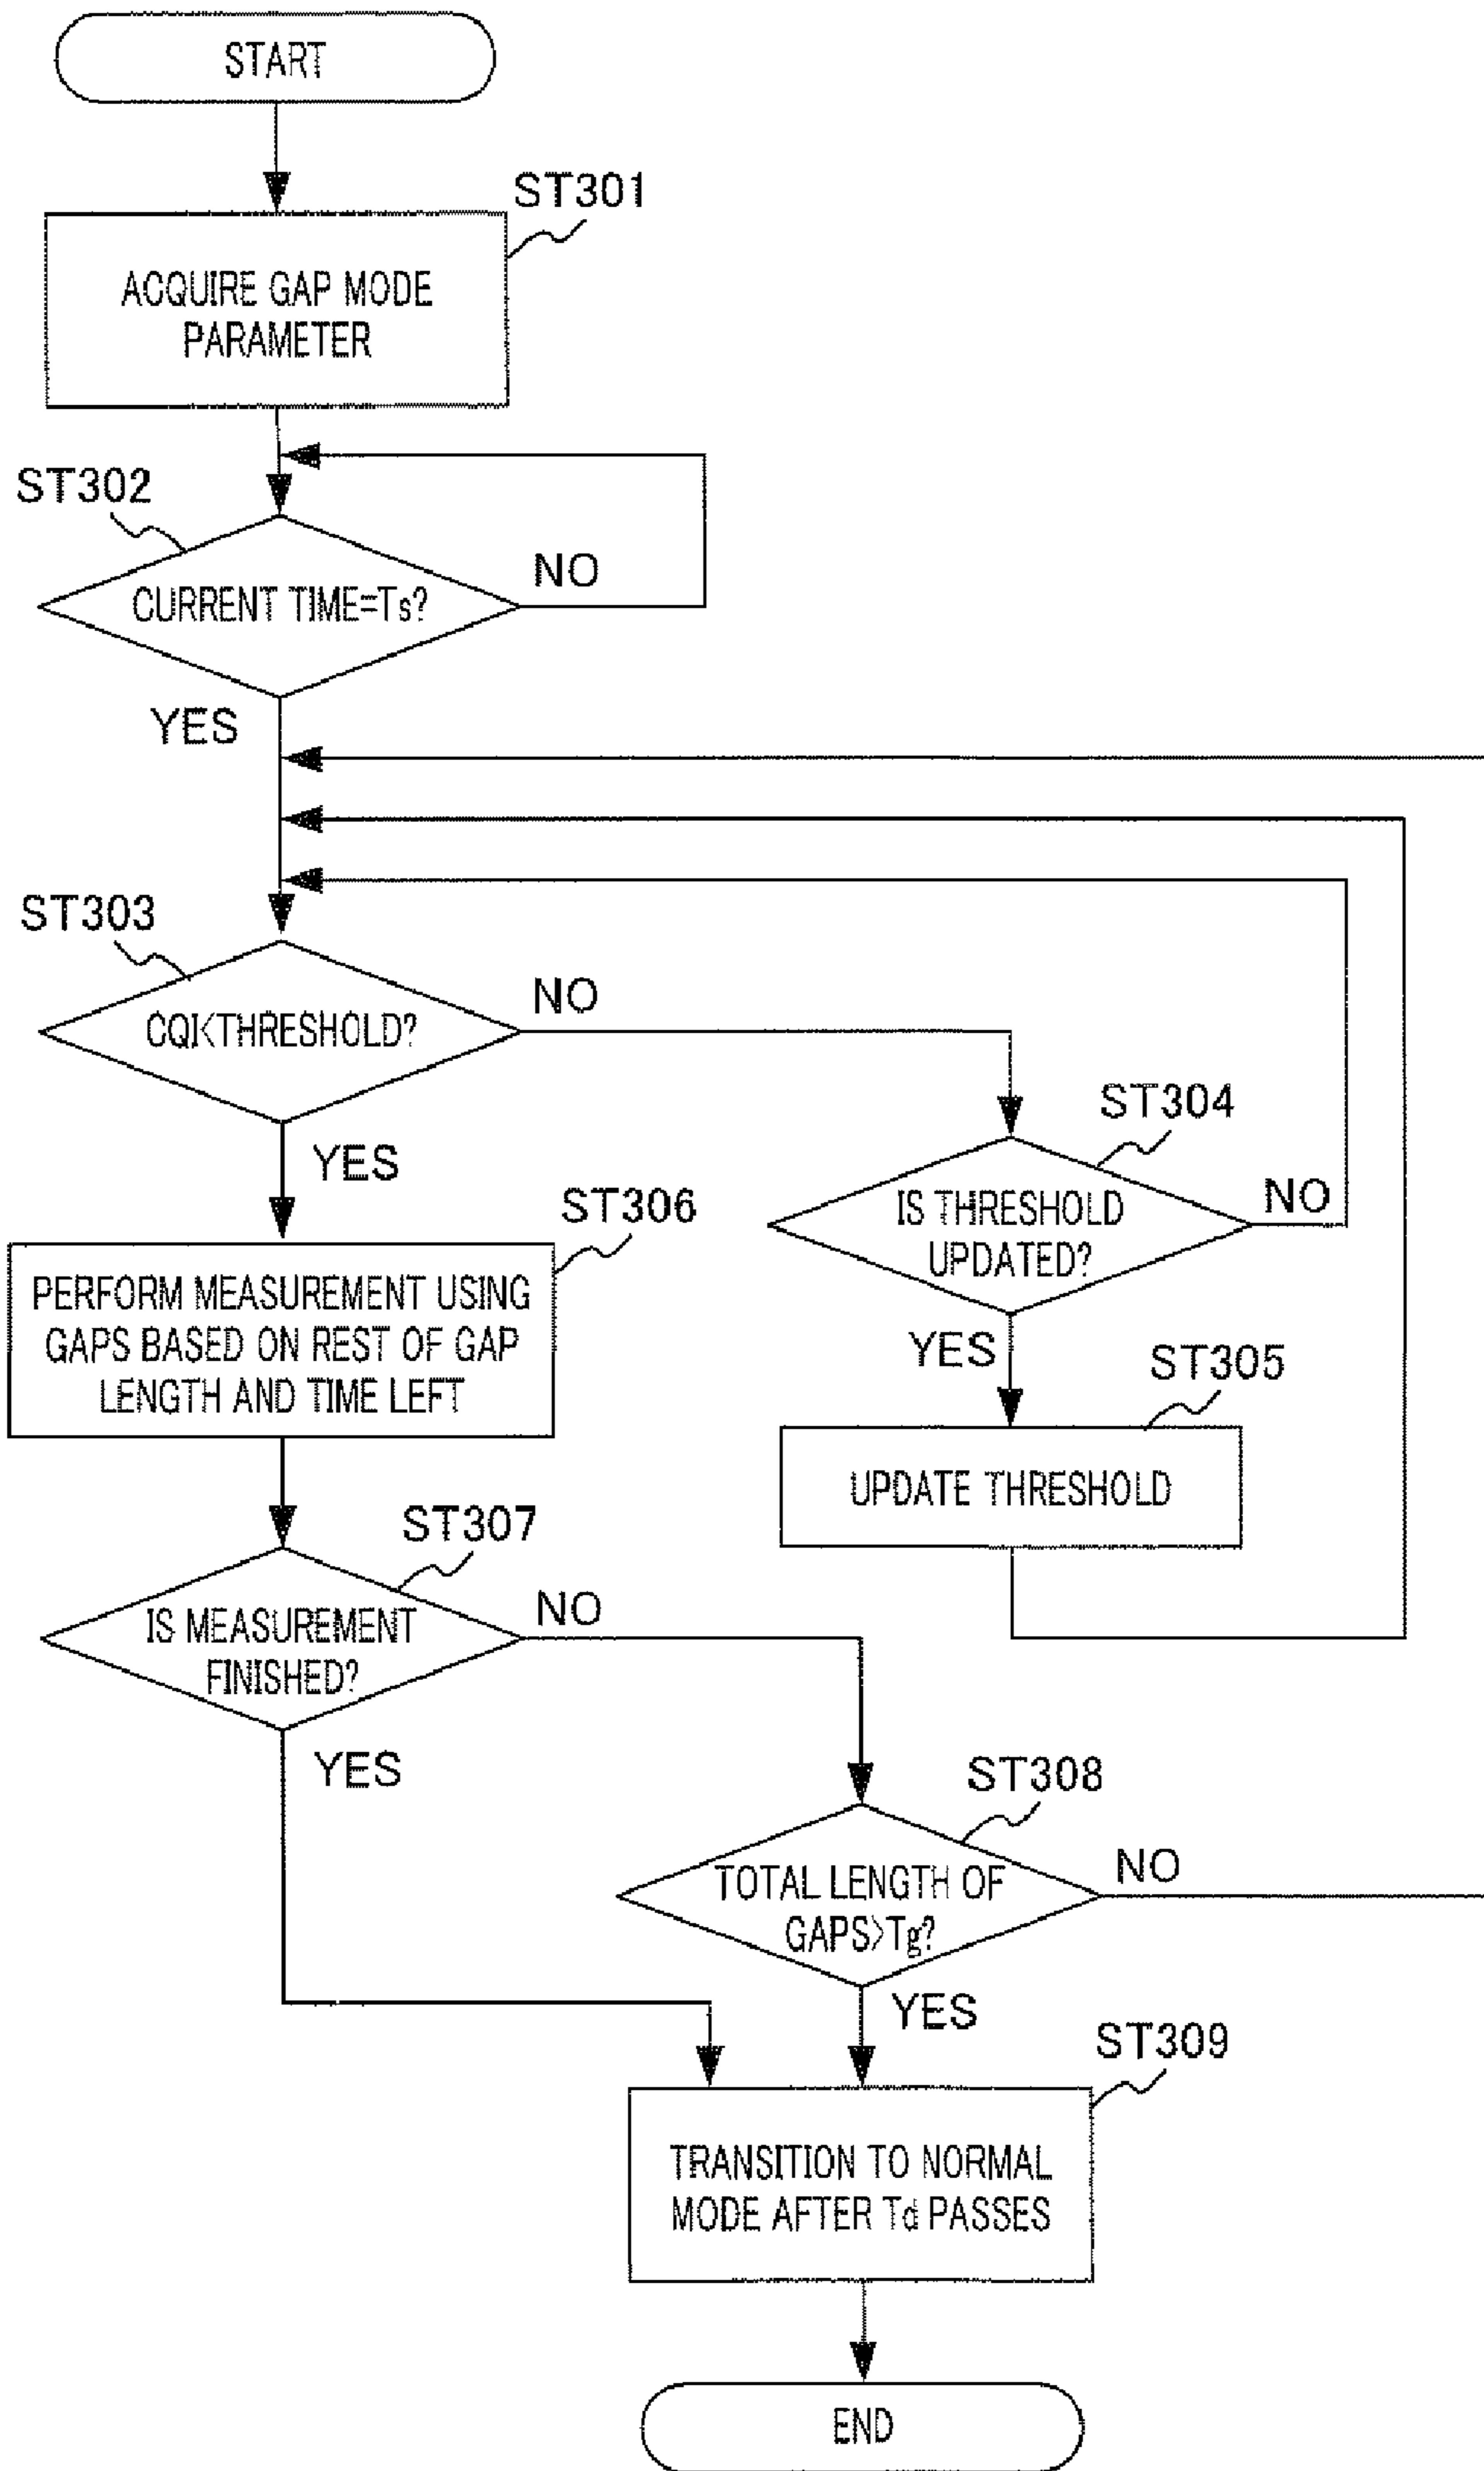 START
ST301
ACQUIRE GAP MODE
PARAMETER
ST302
CURRENT TIME=Ts?
NO
YES
ST303
CQI<THRESHOLD?
NO
YES
ST304
IS THRESHOLD
UPDATED?
NO
YES
ST305
UPDATE THRESHOLD
ST306
PERFORM MEASUREMENT USING
GAPS BASED ON REST OF GAP
LENGTH AND TIME LEFT
ST307
IS MEASUREMENT
FINISHED?
NO
YES
ST308
TOTAL LENGTH OF
GAPS>Tg?
NO
YES
ST309
TRANSITION TO NORMAL
MODE AFTER Td PASSES
END